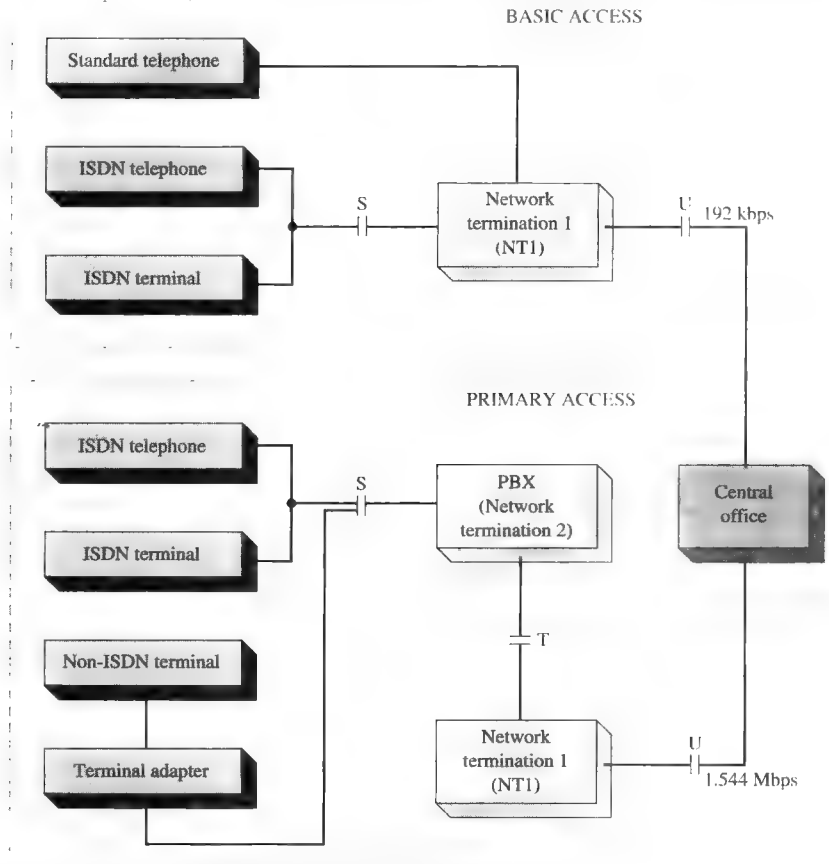 BASIC ACCESS
Standard telephone
ISDN telephone
S
Network
termination 1
(NT1)
U
192 kbps
ISDN terminal
PRIMARY ACCESS
ISDN telephone
S
PBX
(Network
termination 2)
Central
office
ISDN terminal
T
Non-ISDN terminal
Network
termination 1
(NT1)
U
1.544 Mbps
Terminal adapter